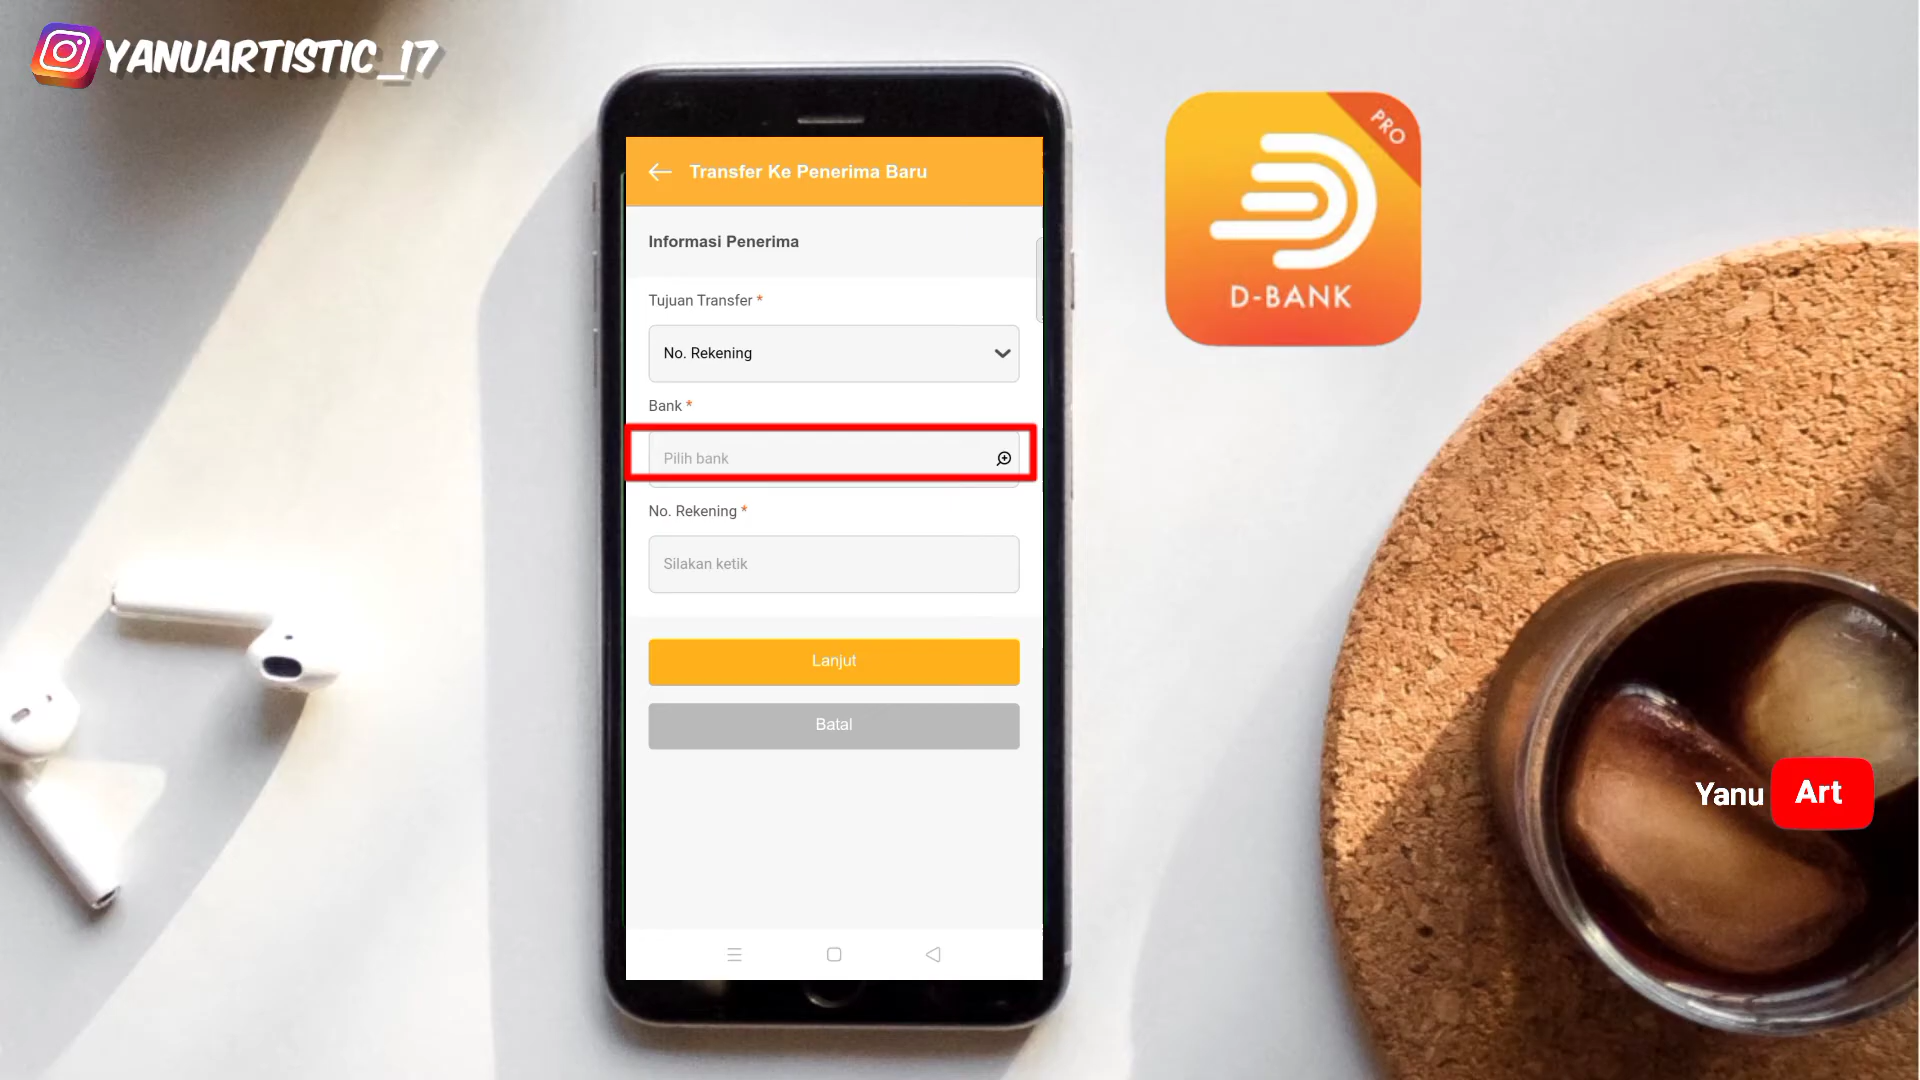 YANUARTISTIC_17
Transfer Ke Penerima Baru
Informasi Penerima
Tujuan Transfer *
No. Rekening
Bank *
Pilih bank
No. Rekening *
Silakan ketik
Lanjut
Batal
PRO
D-BANK
Yanu Art